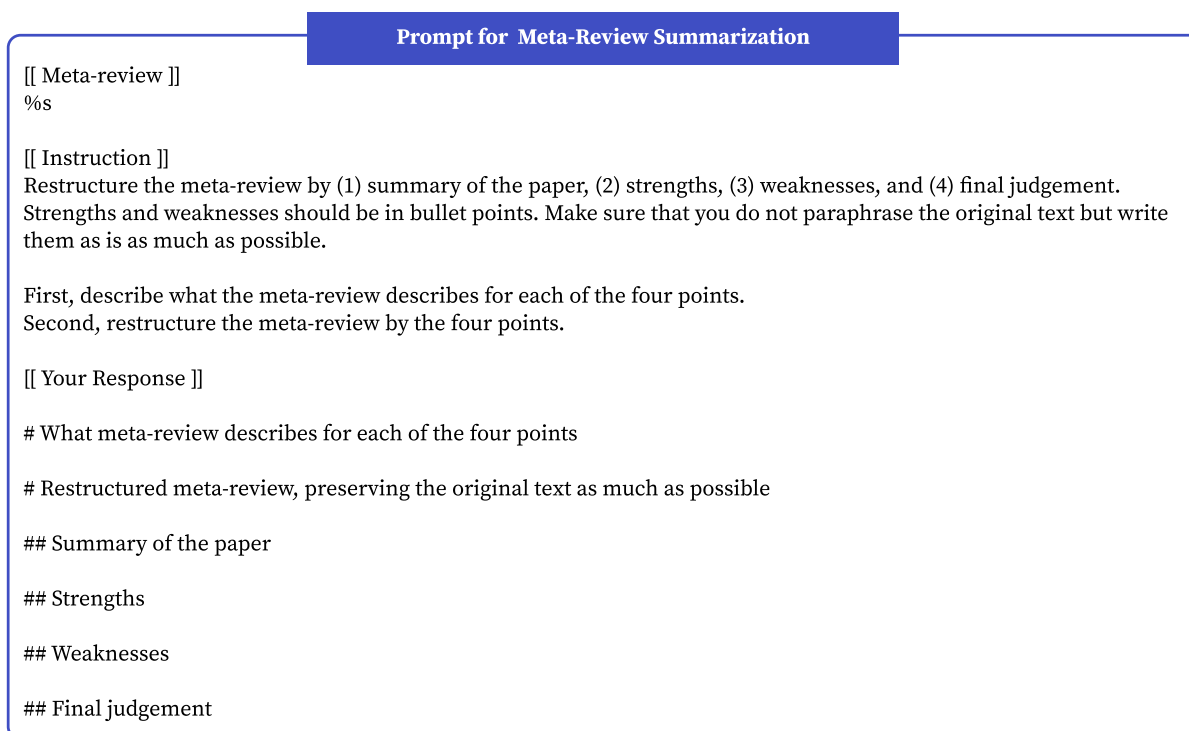 Prompt for  Meta-Review Summarization
[[ Meta-review ]]
%s
[[ Instruction ]]
Restructure the meta-review by (1) summary of the paper, (2) strengths, (3) weaknesses, and (4) final judgement.
Strengths and weaknesses should be in bullet points. Make sure that you do not paraphrase the original text but write
them as is as much as possible.
First, describe what the meta-review describes for each of the four points.
Second, restructure the meta-review by the four points.
[[ Your Response ]]
# What meta-review describes for each of the four points
# Restructured meta-review, preserving the original text as much as possible
## Summary of the paper
## Strengths
## Weaknesses
## Final judgement